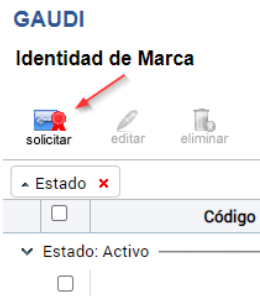 GAUDI
Identidad de Marca
solicitar editar eliminar
Estado
Código
Estado: Activo